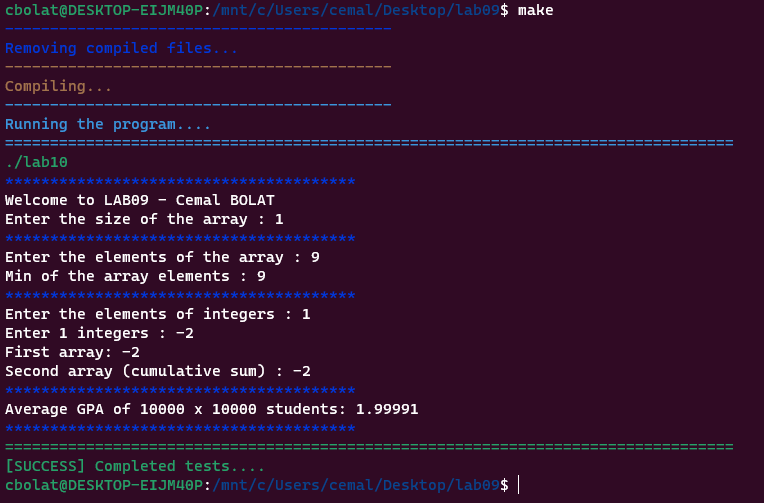 cbolat@DESKTOP-EIJM40P:/mnt/c/Users/cemal/Desktop/lab09$ make
-------------------------------------------
Removing compiled files...
-------------------------------------------
Compiling...
-------------------------------------------
Running the program....
=================================================================================
./lab10
***************************************
Welcome to LAB09 - Cemal BOLAT
Enter the size of the array : 1
***************************************
Enter the elements of the array : 9
Min of the array elements : 9
***************************************
Enter the elements of integers : 1
Enter 1 integers : -2
First array: -2
Second array (cumulative sum) : -2
***************************************
Average GPA of 10000 x 10000 students: 1.99991
***************************************
=================================================================================
[SUCCESS] Completed tests....
cbolat@DESKTOP-EIJM40P:/mnt/c/Users/cemal/Desktop/lab09$